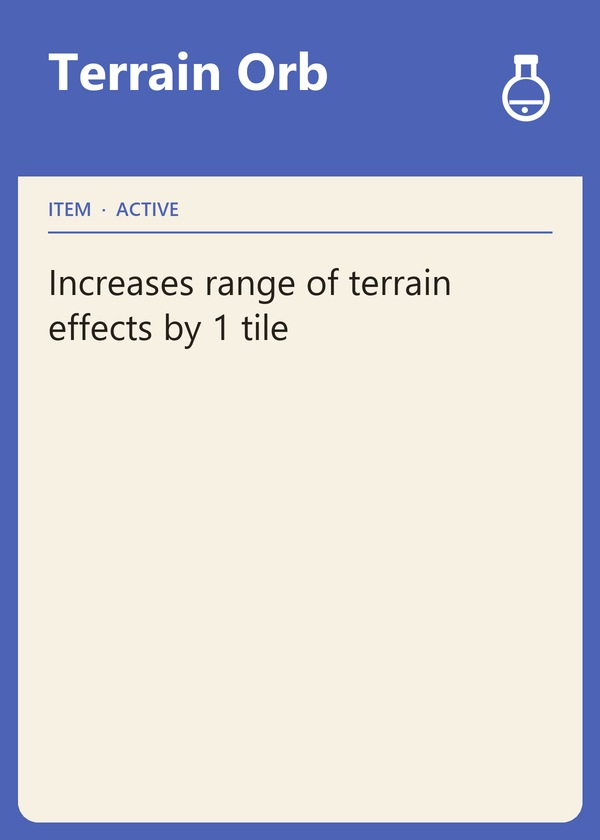 Terrain Orb
ITEM · ACTIVE
Increases range of terrain
effects by 1 tile